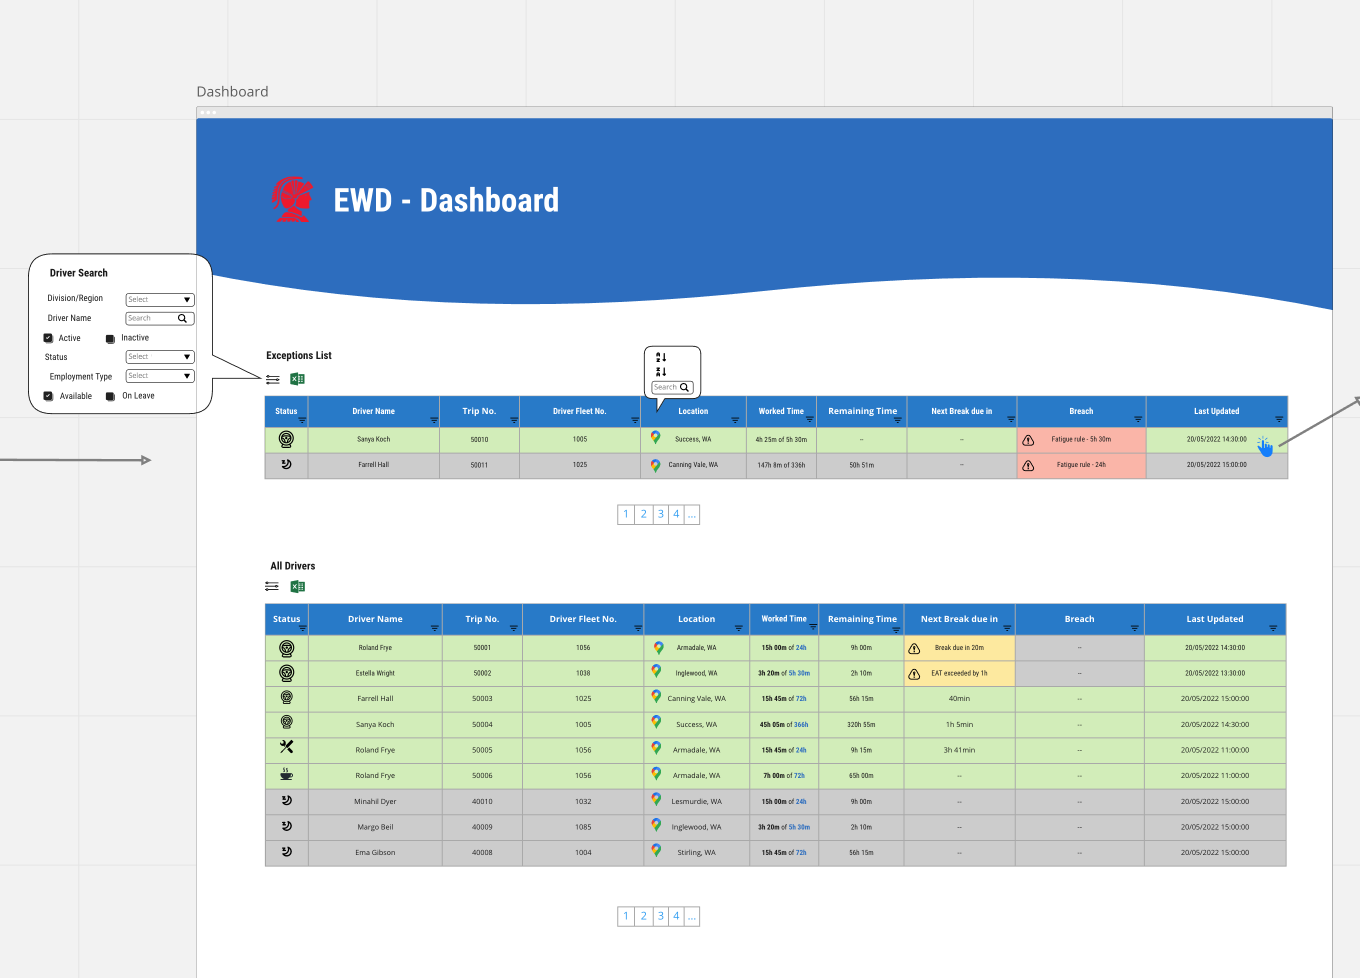 Dashboard
EWD - Dashboard
Driver Search
Division/Region Select
Driver Name Search
Active Inactive
Status Select
Employment Type Select
Available On Leave
Exceptions List
A
Z
Z
A
Search
Status Driver Name Trip No. Driver Fleet No. Location Worked Time Remaining Time Next Break due in Breach Last Updated
Sanya Koch 50010 1005 Success, WA 4h 25m of 5h 30m -- -- Fatigue rule - 5h 30m 20/05/2022 14:30:00
Farrell Hall 50011 1025 Canning Vale, WA 147h 8m of 336h 50h 51m -- Fatigue rule - 24h 20/05/2022 15:00:00
1 2 3 4 ...
All Drivers
Status Driver Name Trip No. Driver Fleet No. Location Worked Time Remaining Time Next Break due in Breach Last Updated
Roland Frye 50001 1056 Armadale, WA 15h 00m of 24h 9h 00m Break due in 20m -- 20/05/2022 14:30:00
Estella Wright 50002 1038 Inglewood, WA 3h 20m of 5h 30m 2h 10m EAT exceeded by 1h -- 20/05/2022 13:30:00
Farrell Hall 50003 1025 Canning Vale, WA 15h 45m of 72h 56h 15m 40min -- 20/05/2022 15:00:00
Sanya Koch 50004 1005 Success, WA 45h 05m of 366h 320h 55m 1h 5min -- 20/05/2022 14:30:00
Roland Frye 50005 1056 Armadale, WA 15h 45m of 24h 9h 15m 3h 41min -- 20/05/2022 11:00:00
Roland Frye 50006 1056 Armadale, WA 7h 00m of 72h 65h 00m -- -- 20/05/2022 11:00:00
Minahil Dyer 40010 1032 Lesmurdie, WA 15h 00m of 24h 9h 00m -- -- 20/05/2022 15:00:00
Margo Beil 40009 1085 Inglewood, WA 3h 20m of 5h 30m 2h 10m -- -- 20/05/2022 15:00:00
Ema Gibson 40008 1004 Stirling, WA 15h 45m of 72h 56h 15m -- -- 20/05/2022 15:00:00
1 2 3 4 ...